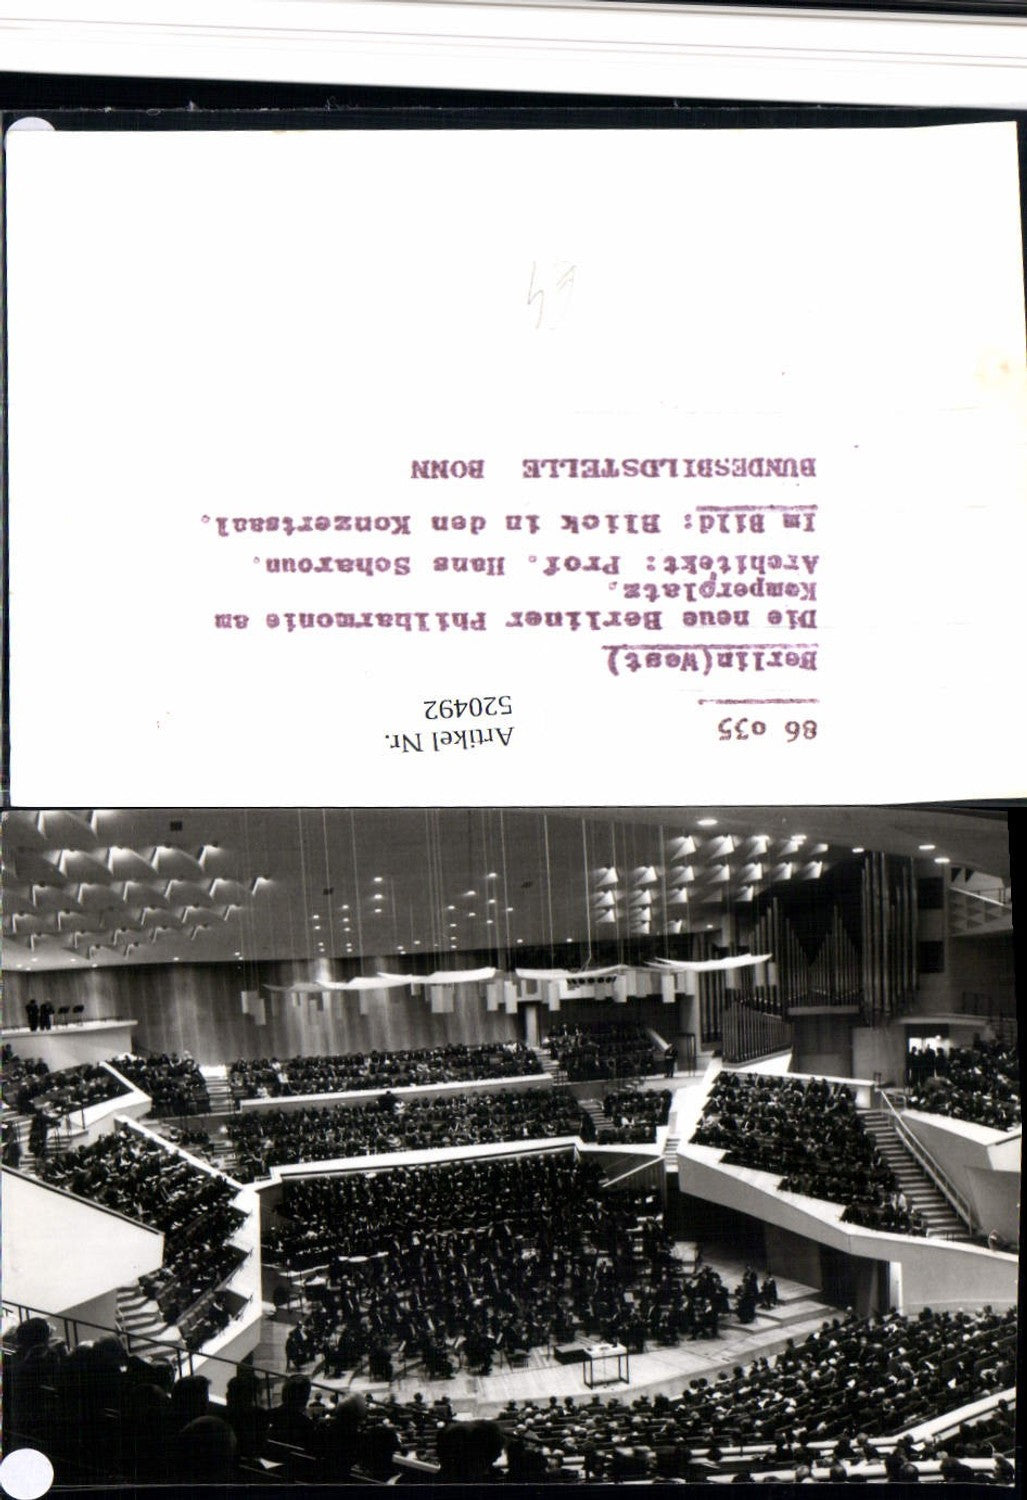 86 035
Artikel Nr.
520492
Berlin(West)
Die neue Berliner Philharmonie am
Kemperplatz.
Architekt: Prof. Hans Scharoun.
Im Bild: Blick in den Konzertsaal.
BUNDESBILDSTELLE BONN